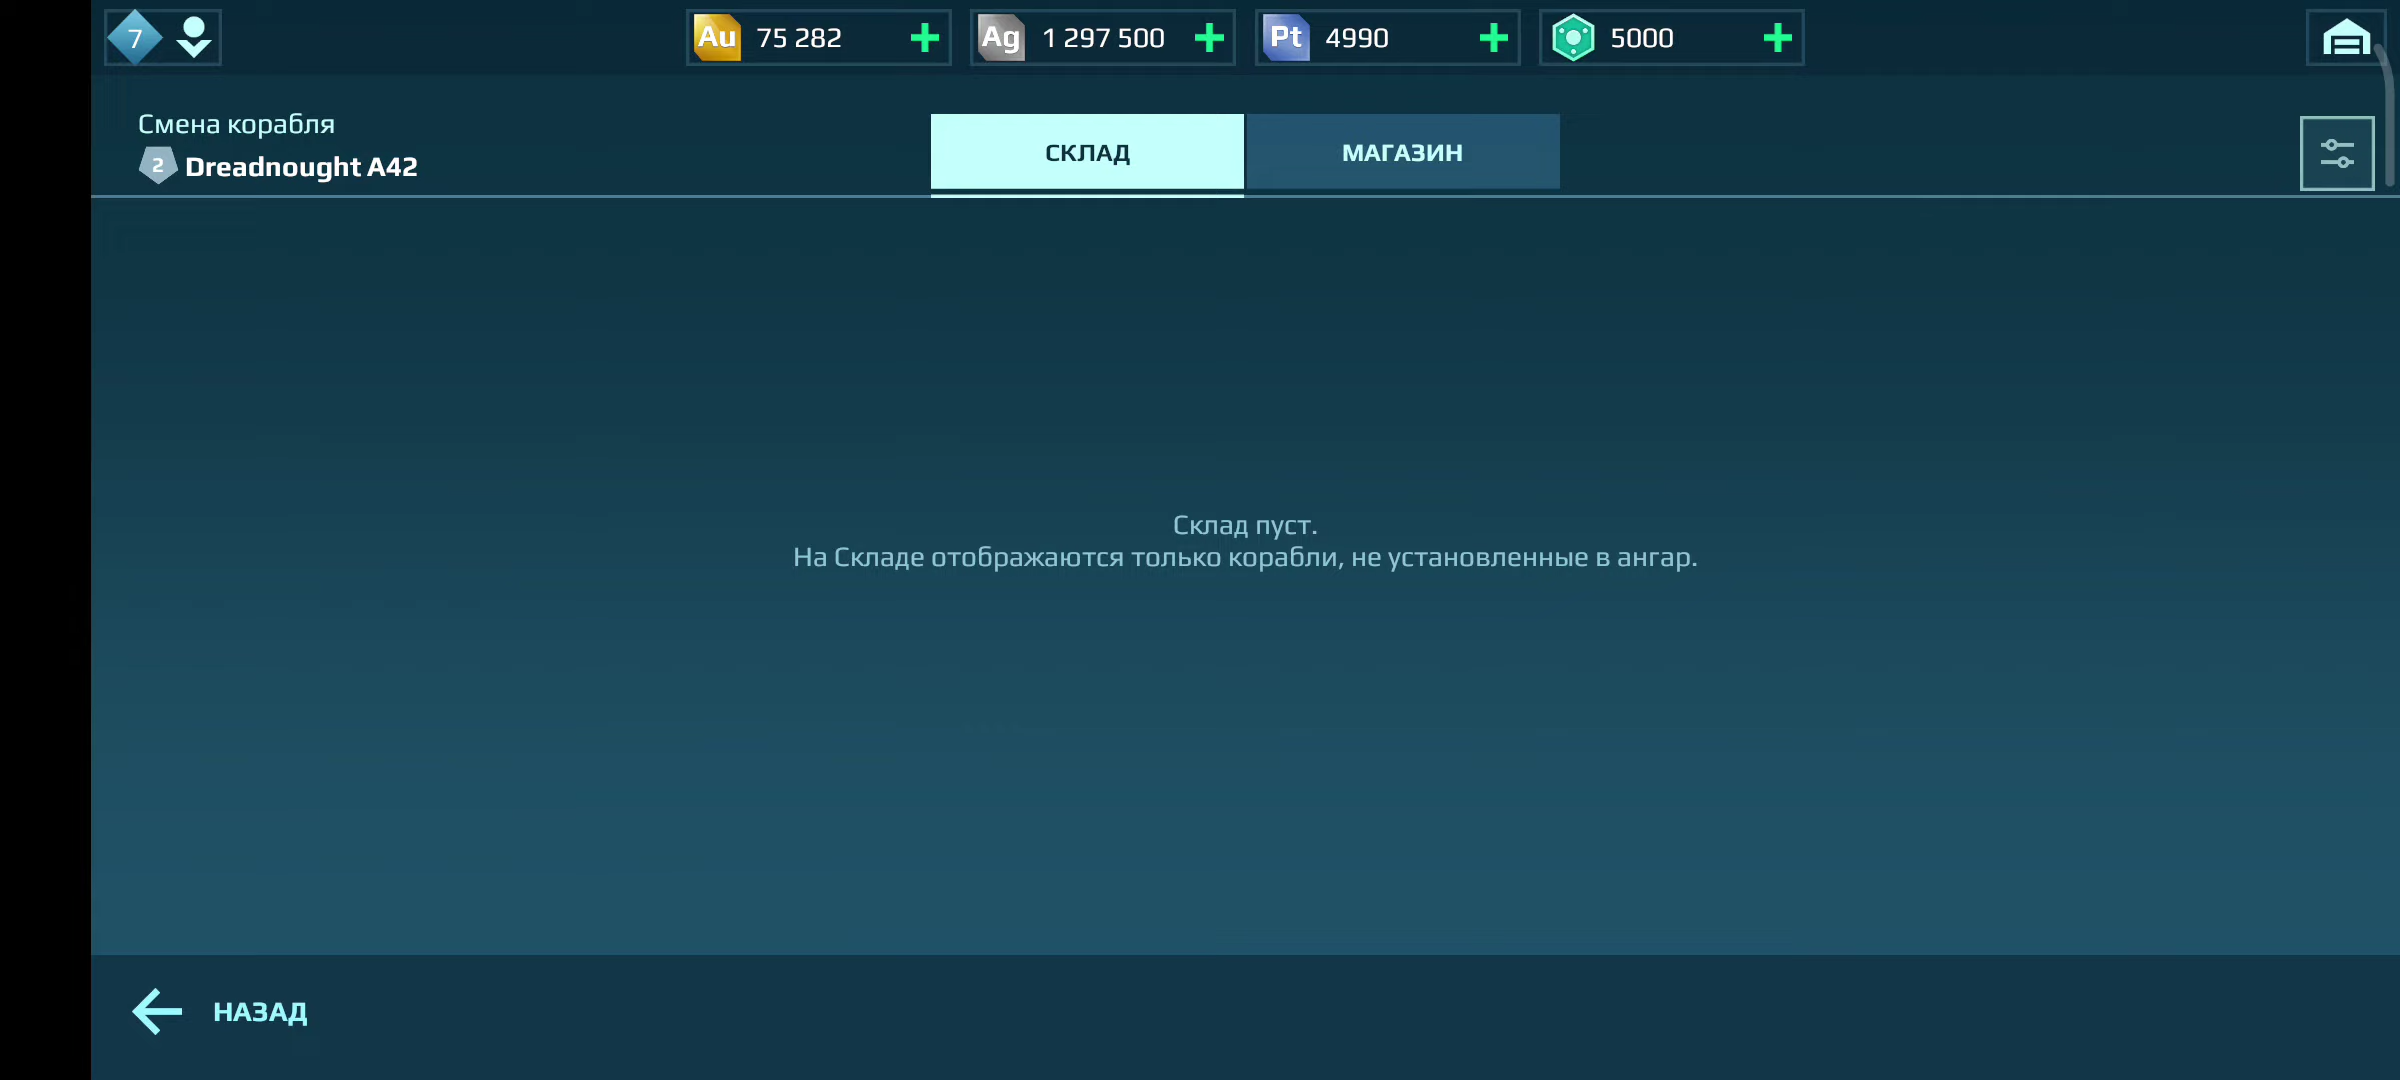 7
Au 75 282
Ag 1 297 500
Pt 4990
5000
Смена корабля
2 Dreadnought A42
СКЛАД
МАГАЗИН
Склад пуст.
На Складе отображаются только корабли, не установленные в ангар.
НАЗАД